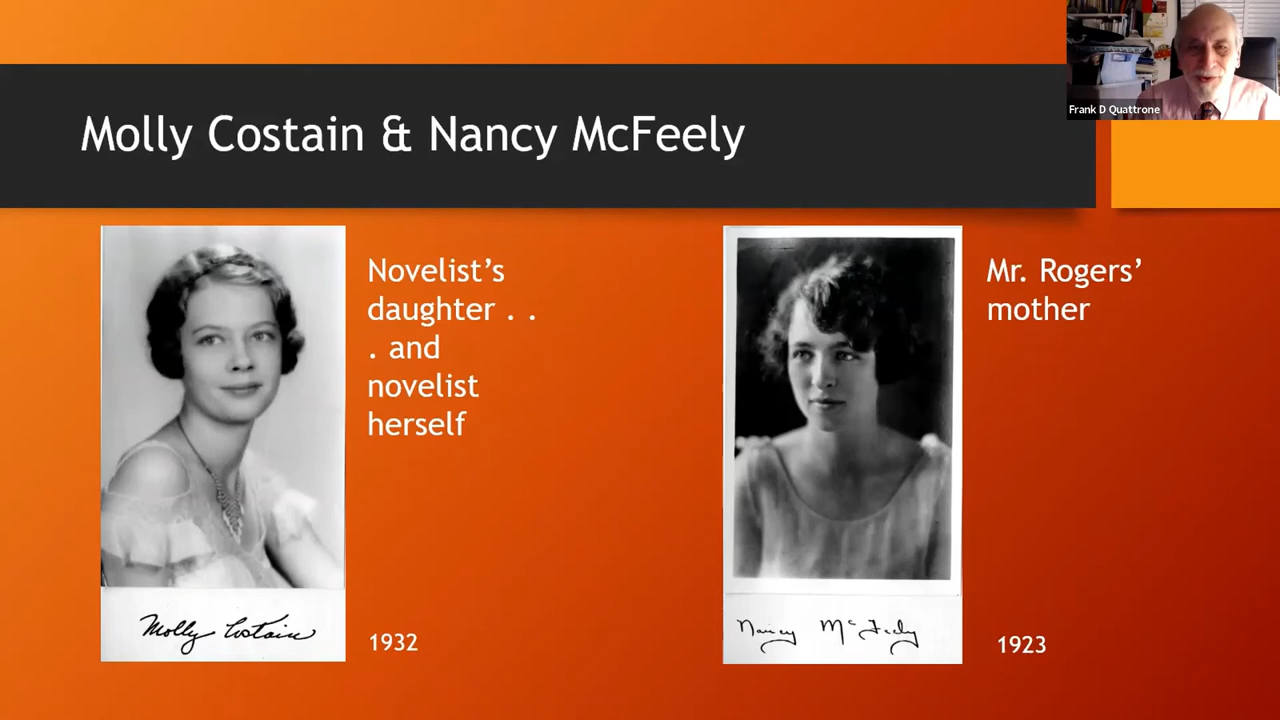 Frank D Quattrone
Molly Costain & Nancy McFeely
Novelist’s
daughter . .
. and
novelist
herself
Mr. Rogers’
mother
Molly Costain
1932
Nancy McFeely
1923